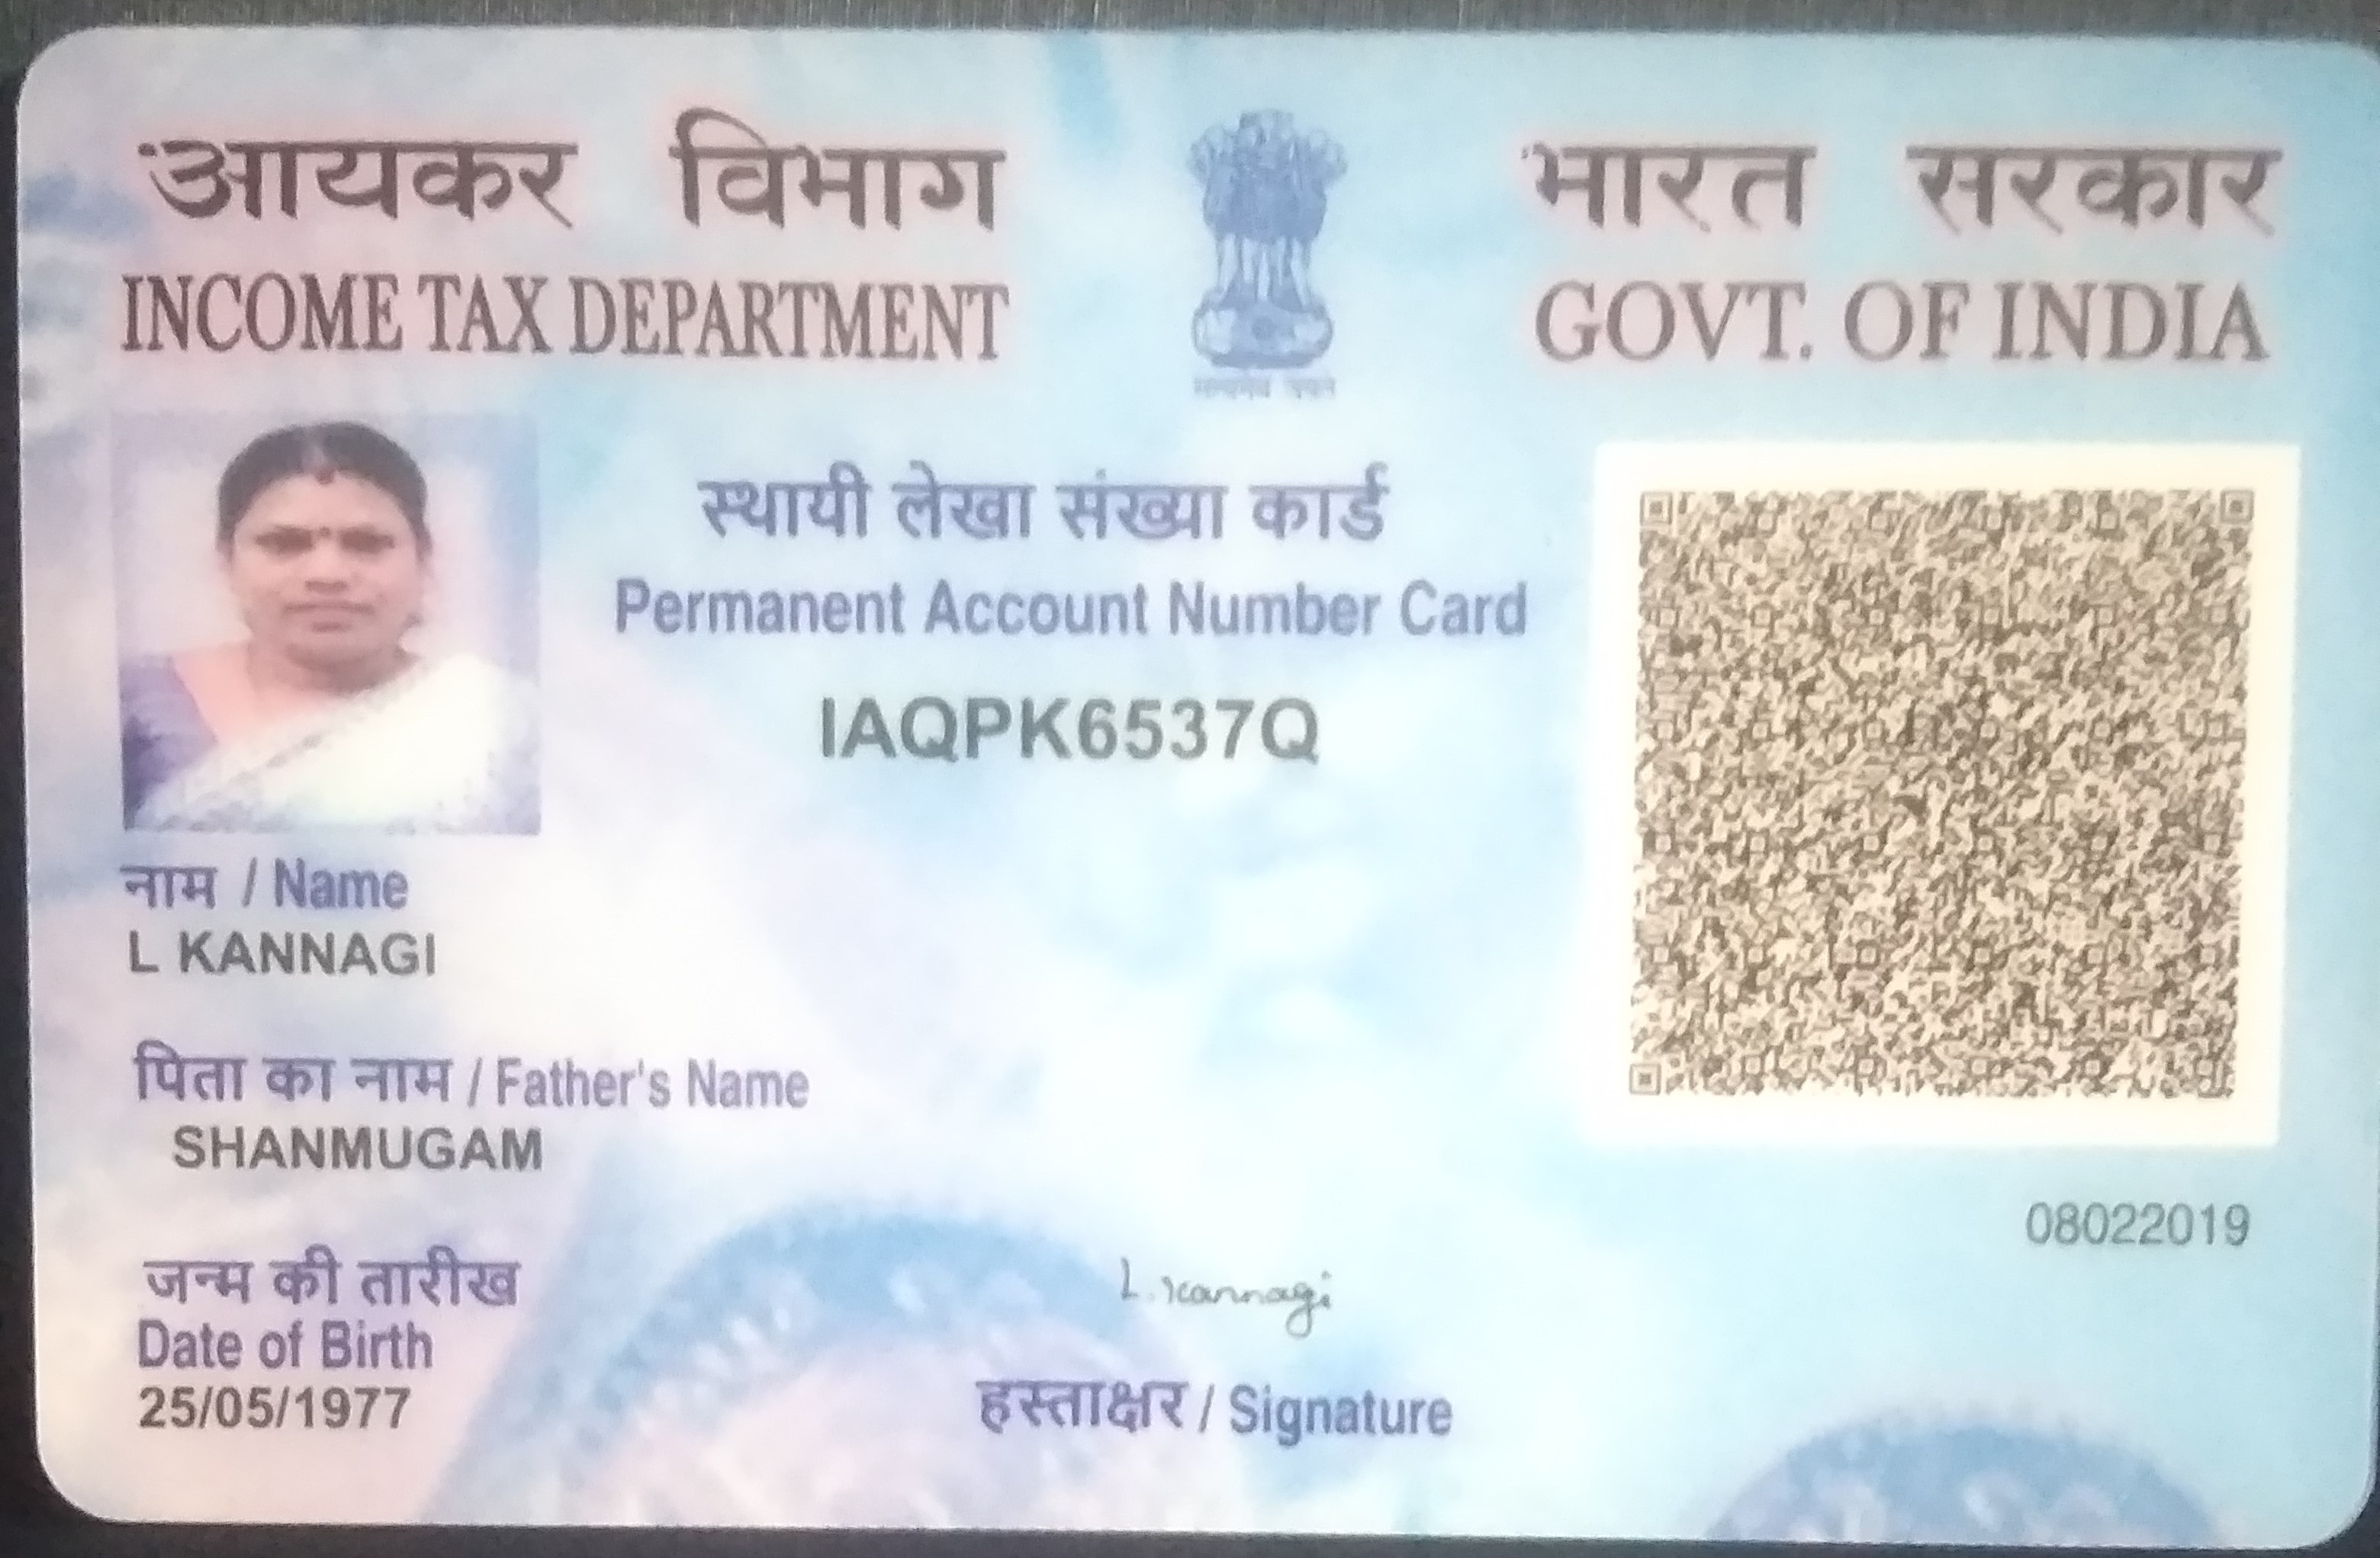 आयकर विभाग
INCOME TAX DEPARTMENT
भारत सरकार
GOVT. OF INDIA
सत्यमेव जयते
स्थायी लेखा संख्या कार्ड
Permanent Account Number Card
IAQPK6537Q
नाम / Name
L KANNAGI
पिता का नाम / Father's Name
SHANMUGAM
08022019
जन्म की तारीख
Date of Birth
25/05/1977
L. Kannagi
हस्ताक्षर / Signature